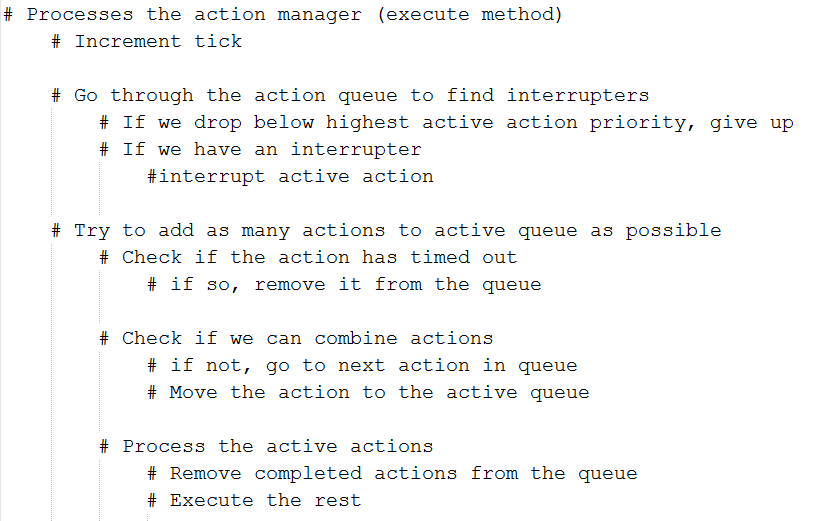 # Processes the action manager (execute method)
# Increment tick
# Go through the action queue to find interrupters
# If we drop below highest active action priority, give up
# If we have an interrupter
#interrupt active action
# Try to add as many actions to active queue as possible
# Check if the action has timed out
# if so, remove it from the queue
# Check if we can combine actions
# if not, go to next action in queue
# Move the action to the active queue
# Process the active actions
# Remove completed actions from the queue
# Execute the rest